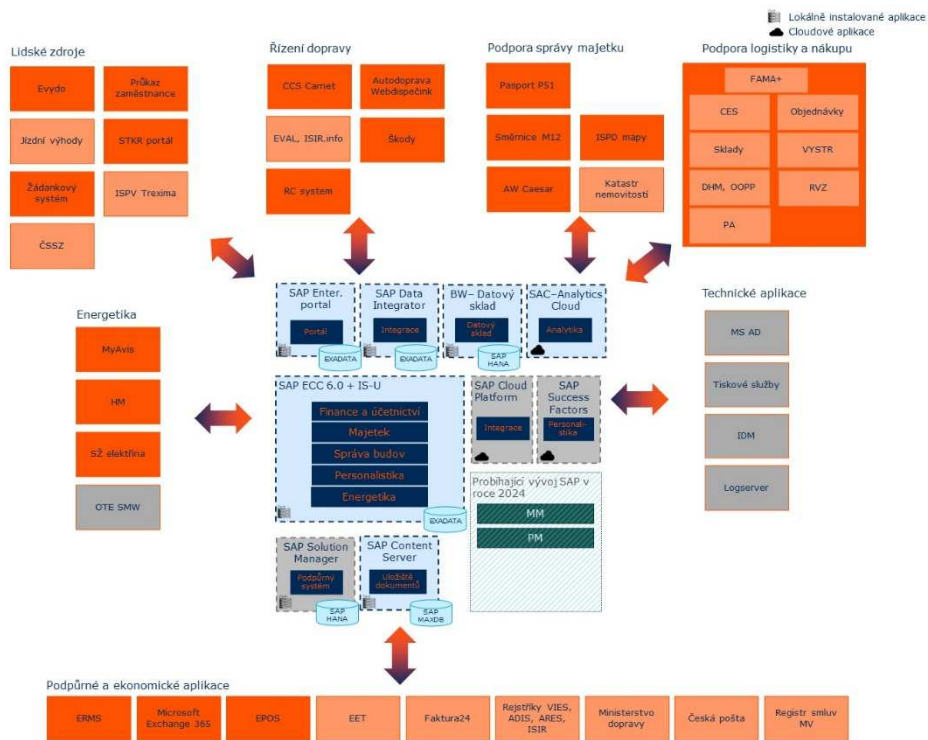 Lokálně instalované aplikace
Cloudové aplikace
Lidské zdroje
Evydo
Průkaz
zaměstnance
Jízdní výhody
STKR portál
Žádankový
systém
ISPV Trexima
ČSSZ
Řízení dopravy
CCS Carnet
Autodoprava
Webdispečink
EVAL, ISIR.info
Škody
RC system
Podpora správy majetku
Pasport PS1
Směrnice M12
ISPD mapy
AW Caesar
Katastr
nemovitostí
Podpora logistiky a nákupu
FAMA+
CES
Objednávky
Sklady
VYSTR
DHM, OOPP
RVZ
PA
Energetika
MyAvis
HM
SŽ elektřina
OTE SMW
SAP Enter.
portal
Portál
EXADATA
SAP Data
Integrator
Integrace
EXADATA
BW– Datový
sklad
Datový
sklad
SAP
HANA
SAC–Analytics
Cloud
Analytika
SAP ECC 6.0 + IS-U
Finance a účetnictví
Majetek
Správa budov
Personalistika
Energetika
EXADATA
SAP Cloud
Platform
Integrace
SAP
Success
Factors
Personali-
stika
Probíhající vývoj SAP v
roce 2024
MM
PM
SAP Solution
Manager
Podpůrný
systém
SAP
HANA
SAP Content
Server
Uložiště
dokumentů
SAP
MAXDB
Technické aplikace
MS AD
Tiskové služby
IDM
Logserver
Podpůrné a ekonomické aplikace
ERMS
Microsoft
Exchange 365
EPOS
EET
Faktura24
Rejstříky VIES,
ADIS, ARES,
ISIR
Ministerstvo
dopravy
Česká pošta
Registr smluv
MV